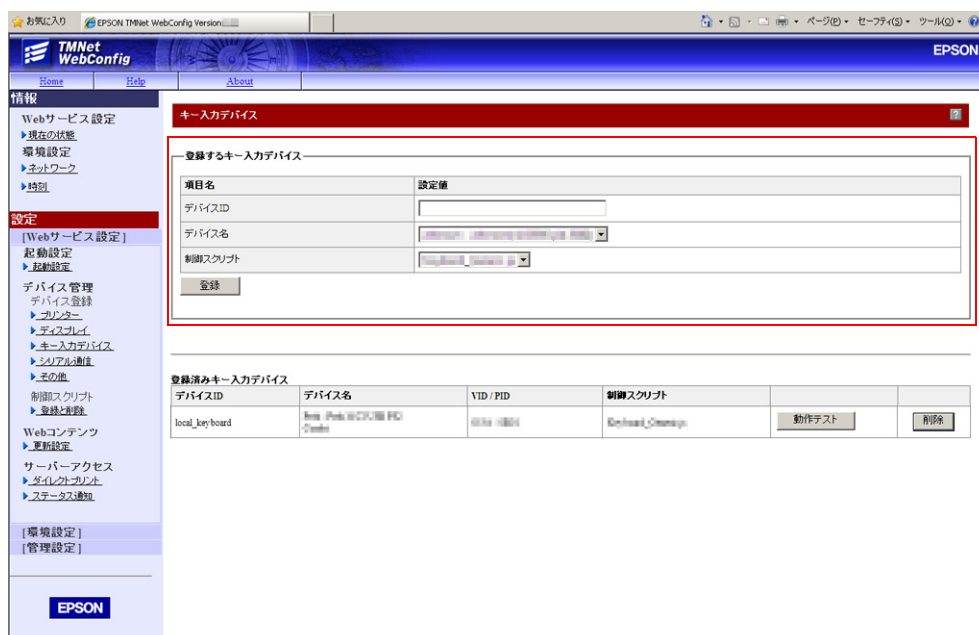 お気に入り
EPSON TMNet WebConfig Version
ページ(P)
セーフティ(S)
ツール(O)
TMNet
WebConfig
EPSON
Home
Help
About
情報
Webサービス設定
現在の状態
環境設定
ネットワーク
時刻
設定
[Webサービス設定]
起動設定
起動設定
デバイス管理
デバイス登録
プリンター
ディスプレイ
キー入力デバイス
シリアル通信
その他
制御スクリプト
登録と削除
Webコンテンツ
更新設定
サーバーアクセス
ダイレクトプリント
ステータス通知
[環境設定]
[管理設定]
EPSON
キー入力デバイス
?
登録するキー入力デバイス
項目名 設定値
デバイスID
デバイス名
制御スクリプト
登録
登録済みキー入力デバイス
デバイスID デバイス名 VID / PID 制御スクリプト
local_keyboard 動作テスト 削除